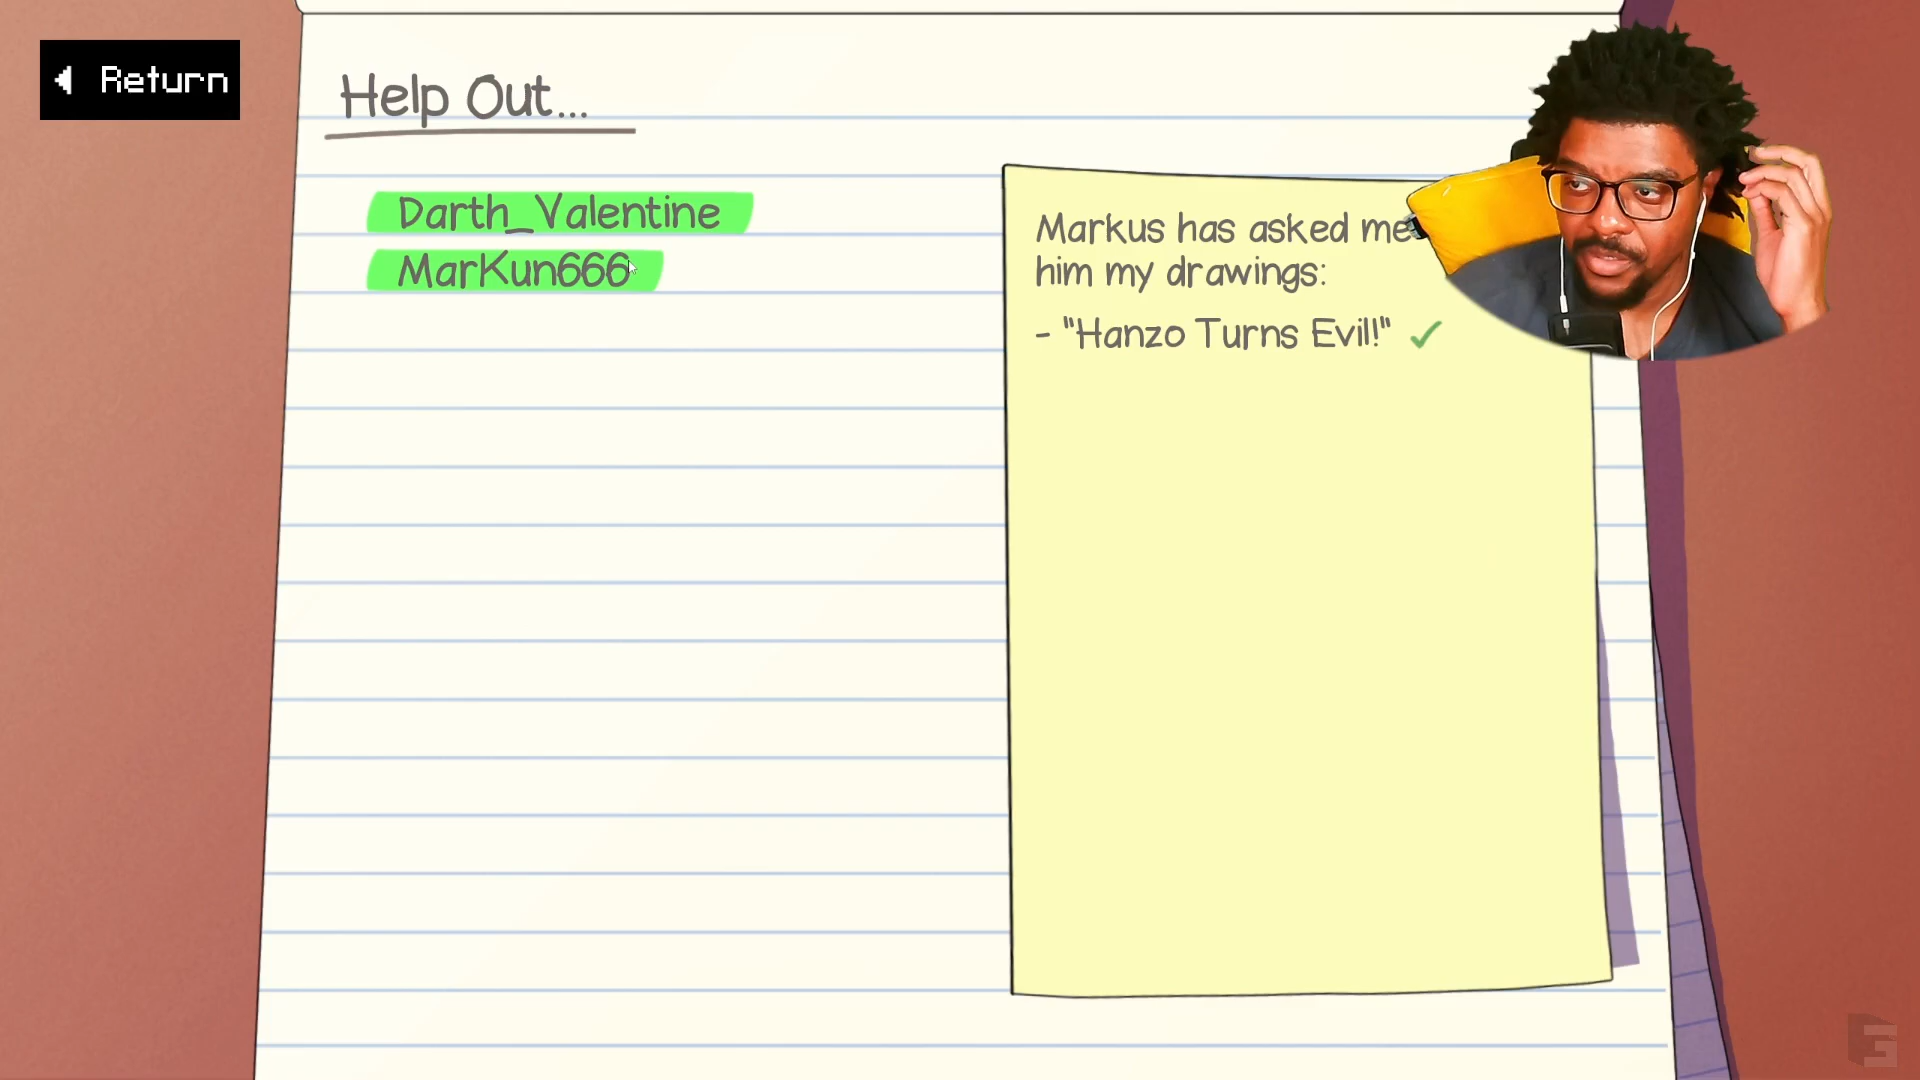 Return
Help Out...
Darth_Valentine
MarKun666
Markus has asked me
him my drawings:
- "Hanzo Turns Evil!" ✓